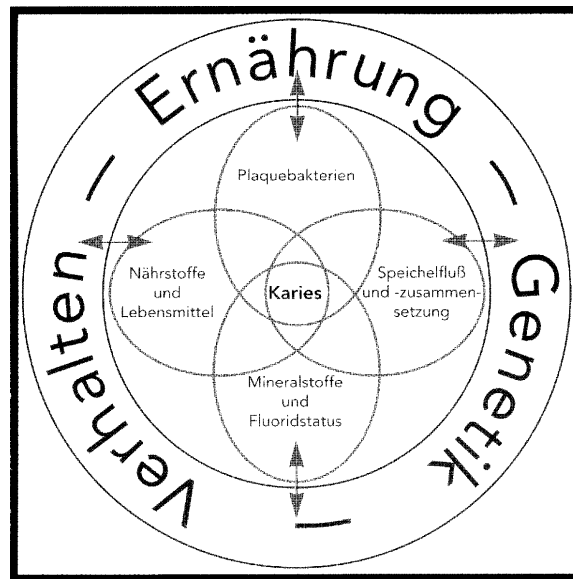 Ernährung – Genetik – Verhalten –
Plaquebakterien
Nährstoffe
und
Lebensmittel
Karies
Speichelfluß
und -zusammen-
setzung
Mineralstoffe
und
Fluoridstatus